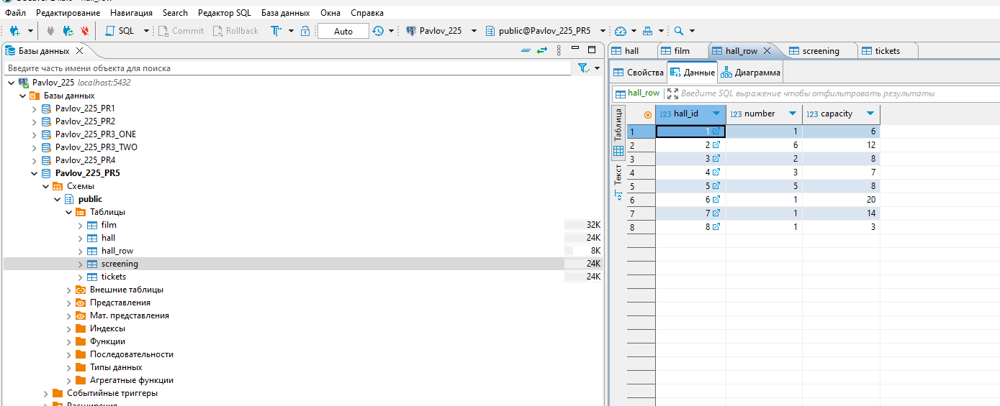 Файл Редактирование Навигация Search Редактор SQL База данных Окна Справка
SQL Commit Rollback Auto Pavlov_225 public@Pavlov_225_PR5
Базы данных
Введите часть имени объекта для поиска
Pavlov_225 localhost:5432
Базы данных
Pavlov_225_PR1
Pavlov_225_PR2
Pavlov_225_PR3_ONE
Pavlov_225_PR3_TWO
Pavlov_225_PR4
Pavlov_225_PR5
Схемы
public
Таблицы
film 32K
hall 24K
hall_row 8K
screening 24K
tickets 24K
Внешние таблицы
Представления
Мат. представления
Индексы
Функции
Последовательности
Типы данных
Агрегатные функции
Событийные триггеры
Расширения
hall film hall_row screening tickets
Свойства Данные Диаграмма
hall_row Введите SQL выражение чтобы отфильтровать результаты
Таблица
Текст
123 hall_id 123 number 123 capacity
1 1 1 6
2 2 6 12
3 3 2 8
4 4 3 7
5 5 5 8
6 6 1 20
7 7 1 14
8 8 1 3